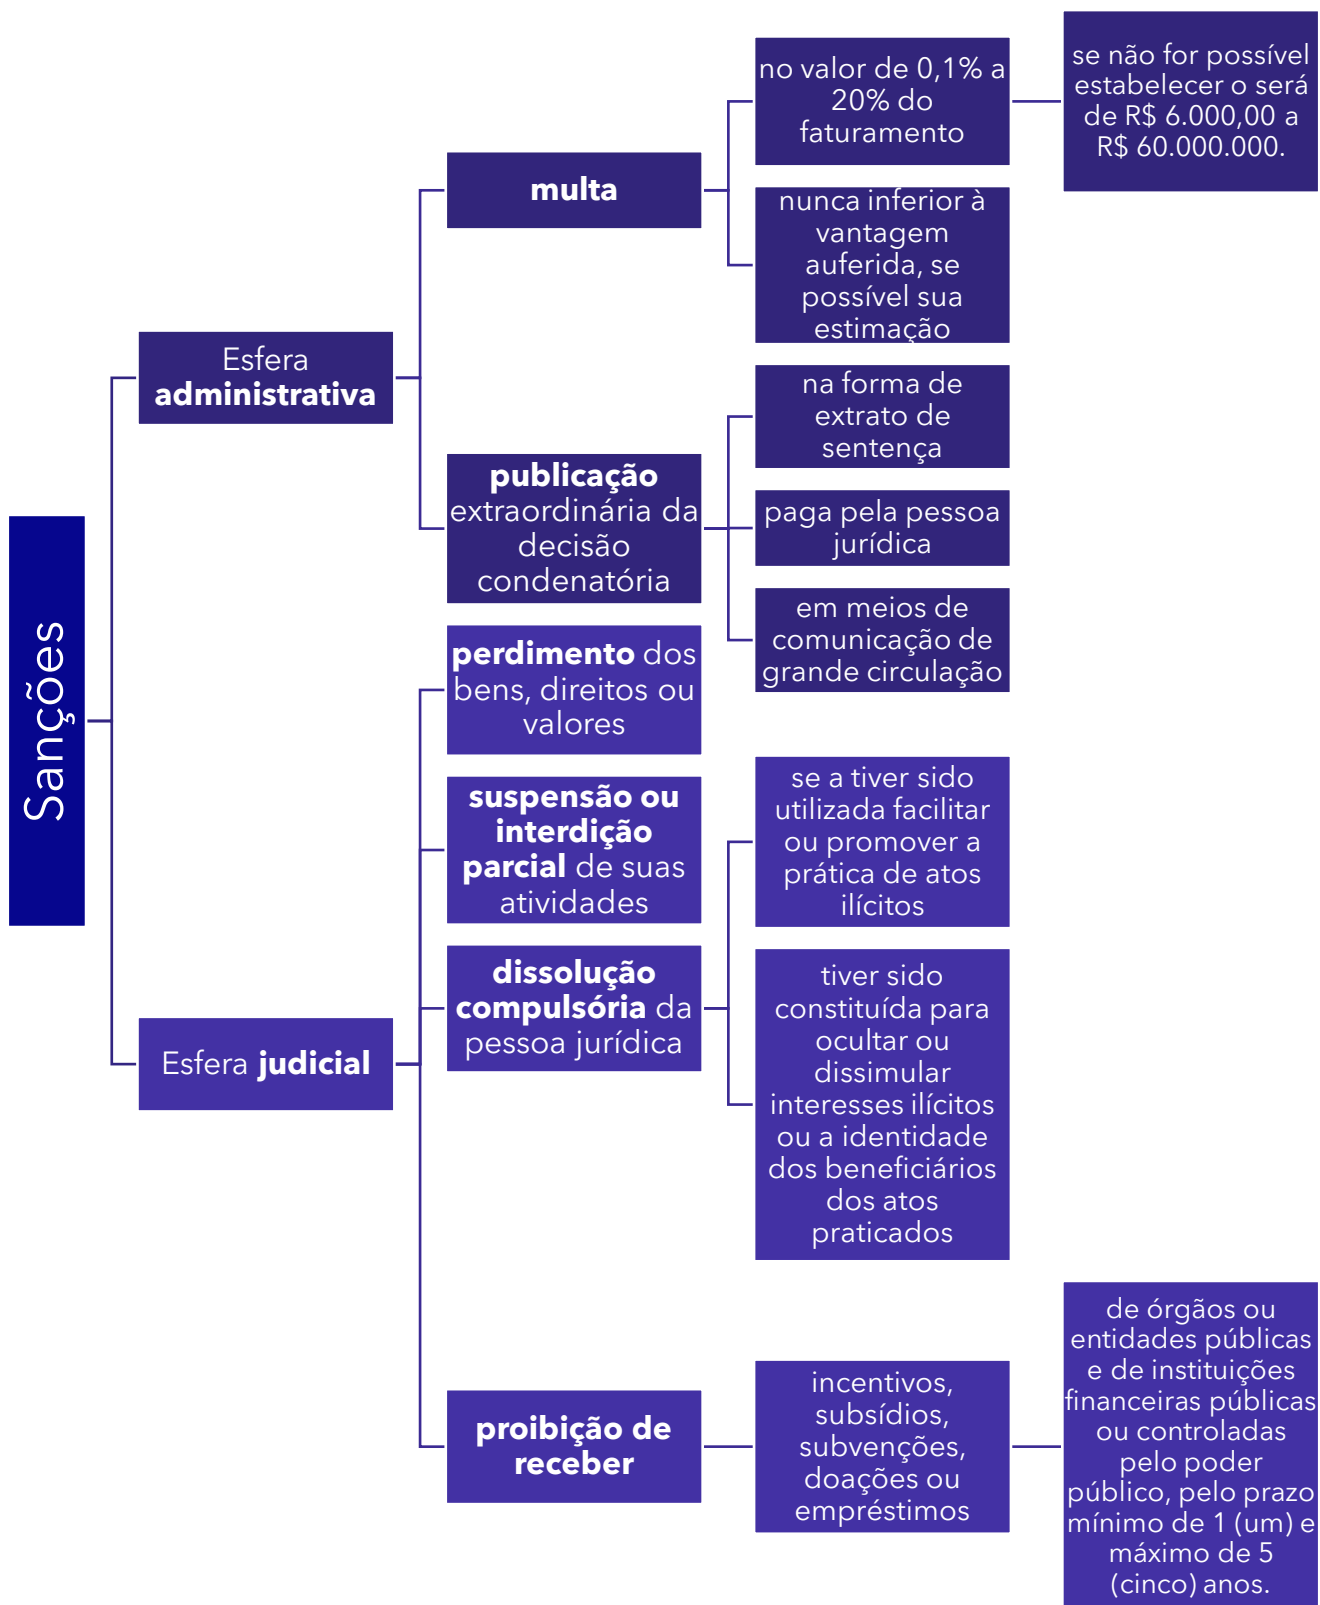 Sanções
Esfera
administrativa
multa
no valor de 0,1% a
20% do
faturamento
se não for possível
estabelecer o será
de R$ 6.000,00 a
R$ 60.000.000.
nunca inferior à
vantagem
auferida, se
possível sua
estimação
publicação
extraordinária da
decisão
condenatória
na forma de
extrato de
sentença
paga pela pessoa
jurídica
em meios de
comunicação de
grande circulação
Esfera judicial
perdimento dos
bens, direitos ou
valores
suspensão ou
interdição
parcial de suas
atividades
dissolução
compulsória da
pessoa jurídica
se a tiver sido
utilizada facilitar
ou promover a
prática de atos
ilícitos
tiver sido
constituída para
ocultar ou
dissimular
interesses ilícitos
ou a identidade
dos beneficiários
dos atos
praticados
proibição de
receber
incentivos,
subsídios,
subvenções,
doações ou
empréstimos
de órgãos ou
entidades públicas
e de instituições
financeiras públicas
ou controladas
pelo poder
público, pelo prazo
mínimo de 1 (um) e
máximo de 5
(cinco) anos.